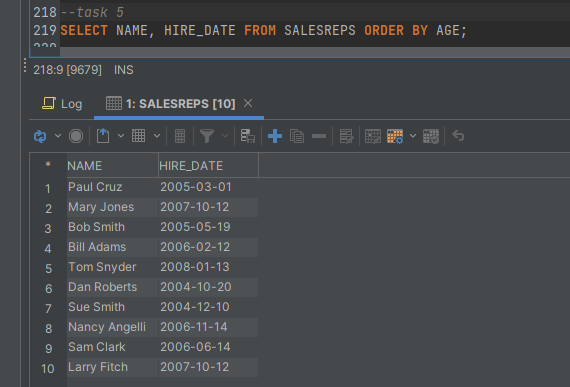 218 --task 5
219 SELECT NAME, HIRE_DATE FROM SALESREPS ORDER BY AGE;
218:9 [9679] INS
Log 1: SALESREPS [10]
* NAME HIRE_DATE
1 Paul Cruz 2005-03-01
2 Mary Jones 2007-10-12
3 Bob Smith 2005-05-19
4 Bill Adams 2006-02-12
5 Tom Snyder 2008-01-13
6 Dan Roberts 2004-10-20
7 Sue Smith 2004-12-10
8 Nancy Angelli 2006-11-14
9 Sam Clark 2006-06-14
10 Larry Fitch 2007-10-12